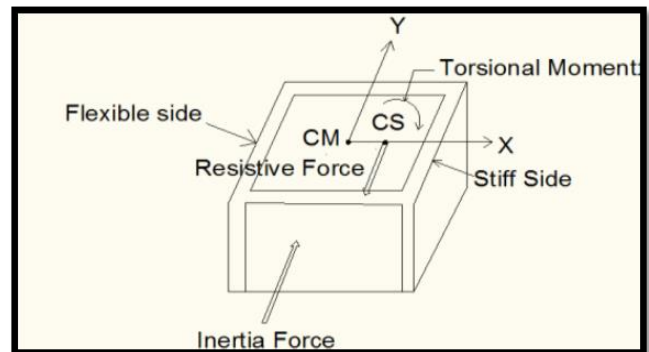 Y
Torsional Moment:
Flexible side
CM
CS
X
Resistive Force
Stiff Side
Inertia Force